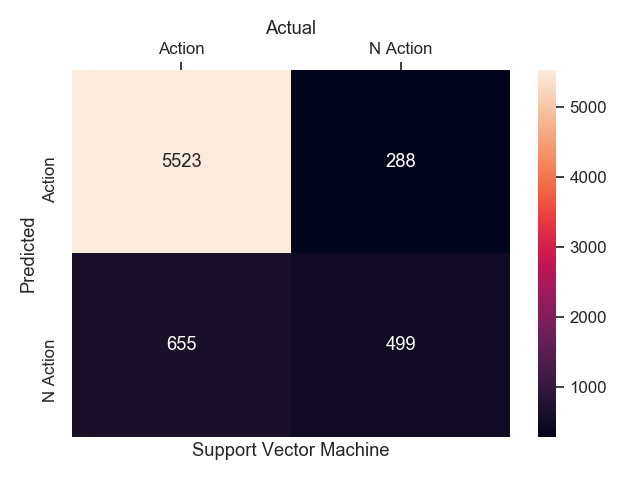 Actual
Action N Action
Predicted
Action
5523 288
N Action
655 499
5000
4000
3000
2000
1000
Support Vector Machine